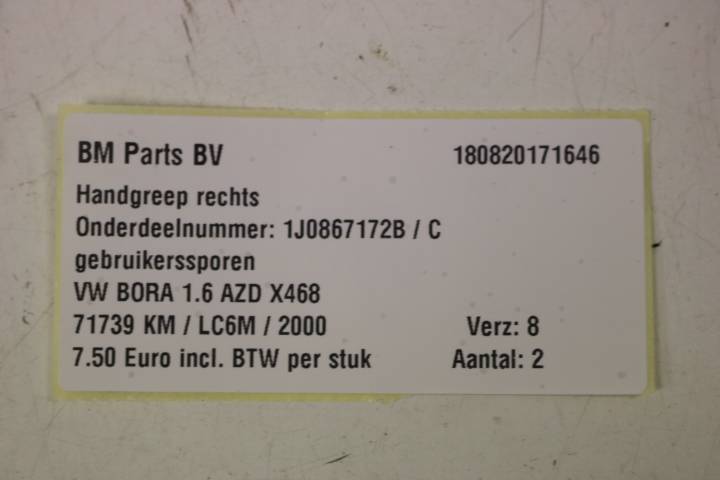 BM Parts BV 180820171646
Handgreep rechts
Onderdeelnummer: 1J0867172B / C
gebruikerssporen
VW BORA 1.6 AZD X468
71739 KM / LC6M / 2000 Verz: 8
7.50 Euro incl. BTW per stuk Aantal: 2